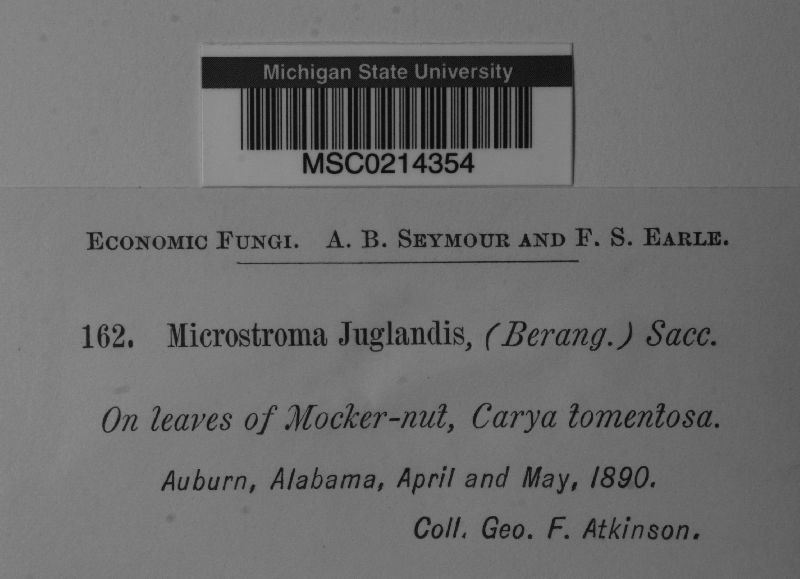 Michigan State University
MSC0214354
Economic Fungi. A. B. Seymour and F. S. Earle.
162. Microstroma Juglandis, (Berang.) Sacc.
On leaves of Mocker-nut, Carya tomentosa.
Auburn, Alabama, April and May, 1890.
Coll. Geo. F. Atkinson.